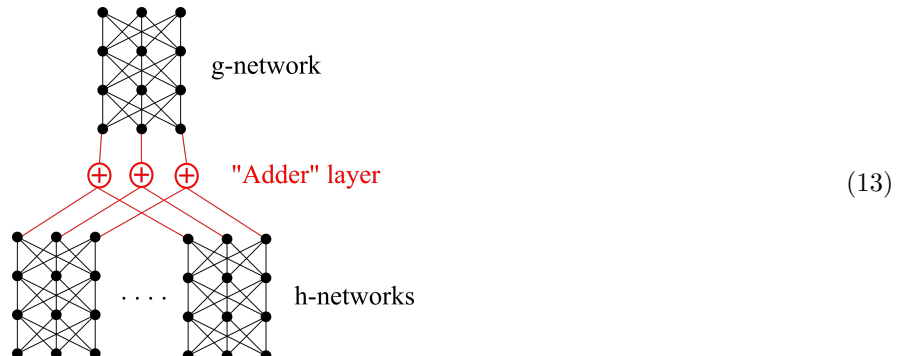 g-network
"Adder" layer
(13)
. . . .
h-networks